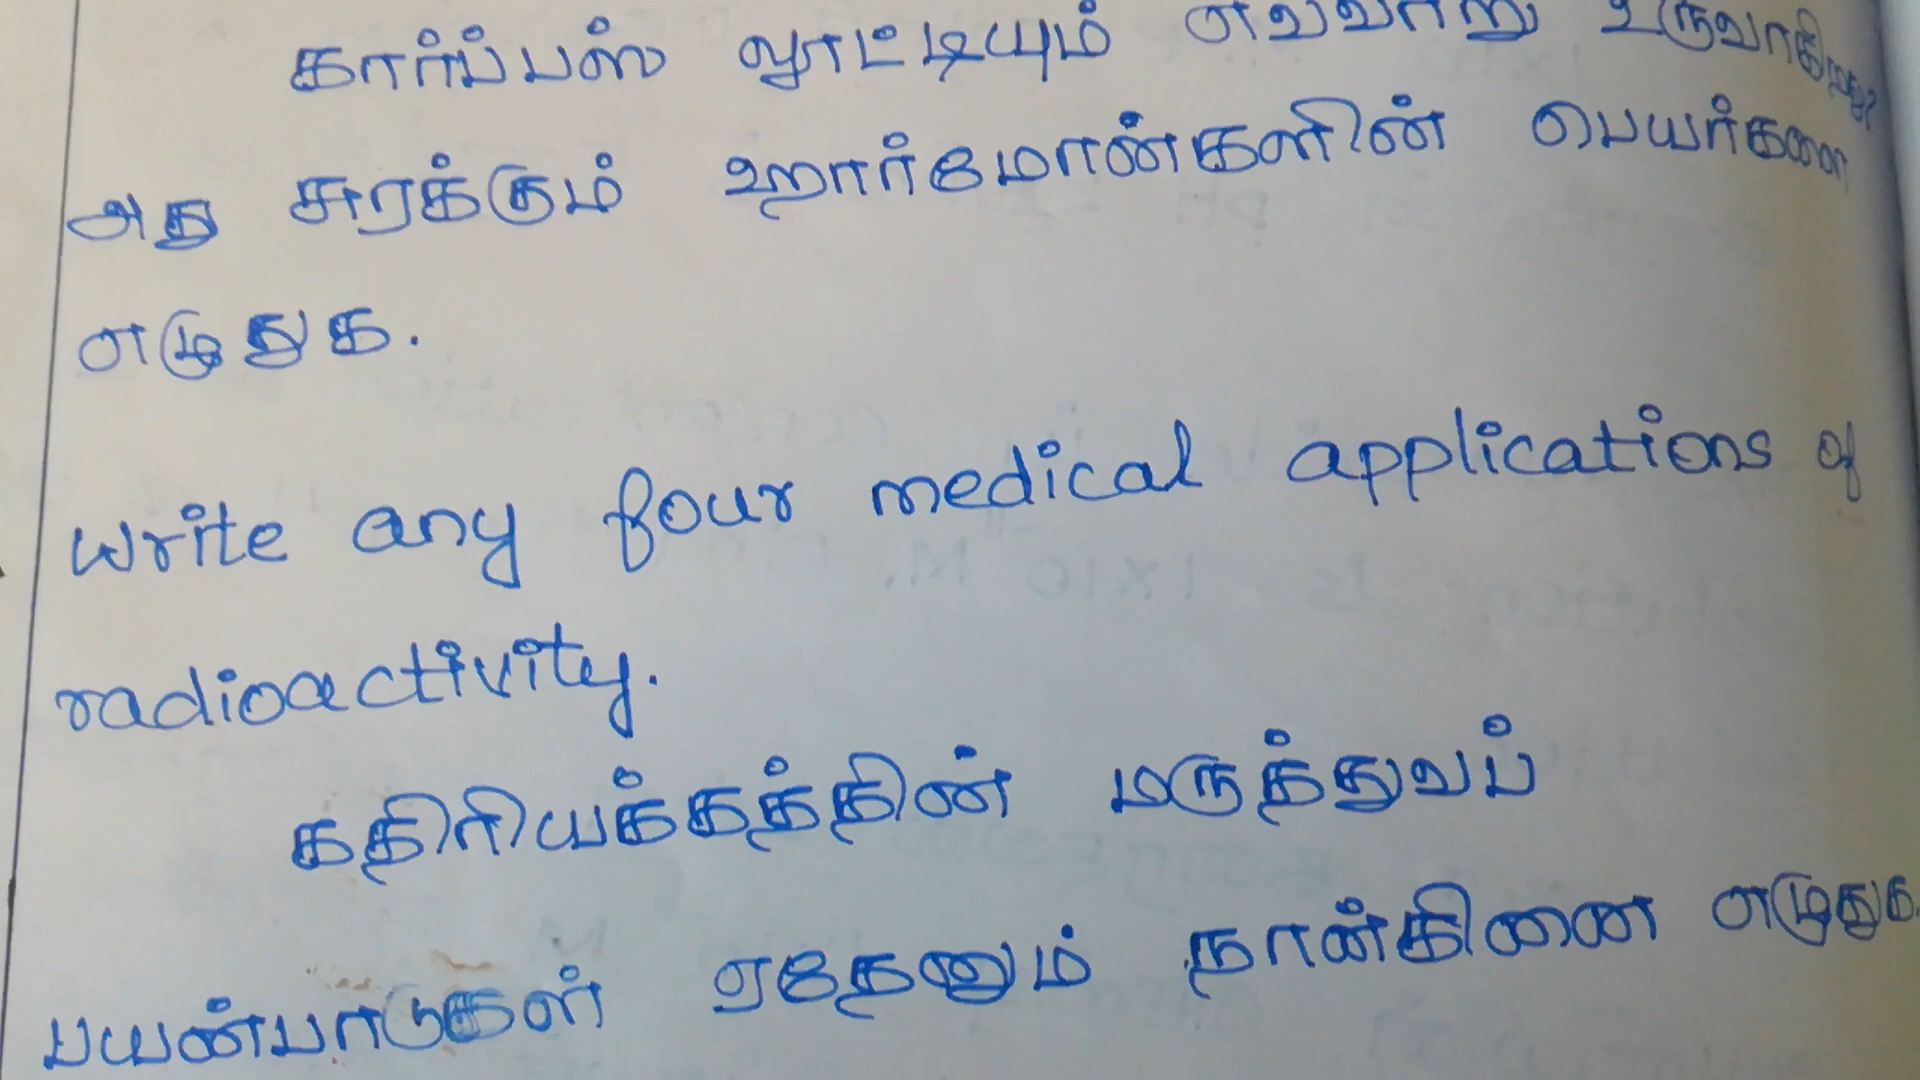 கார்ப்பஸ் லூட்டியும் எவ்வாறு உருவாகிறது?
அது சுரக்கும் ஹார்மோன்களின் பெயர்களை
எழுதுக.
write any four medical applications of
radioactivity.
கதிரியக்கத்தின் மருத்துவப்
பயன்பாடுகள் ஏதேனும் நான்கினை எழுதுக.